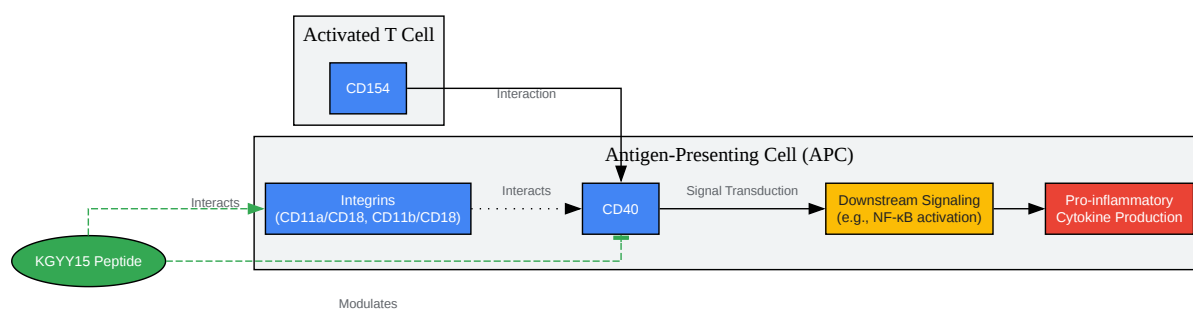 Activated T Cell
CD154
Interaction
Antigen-Presenting Cell (APC)
Interacts
Integrins
(CD11a/CD18, CD11b/CD18)
Interacts
CD40
Signal Transduction
Downstream Signaling
(e.g., NF-κB activation)
Pro-inflammatory
Cytokine Production
KGYY15 Peptide
Modulates